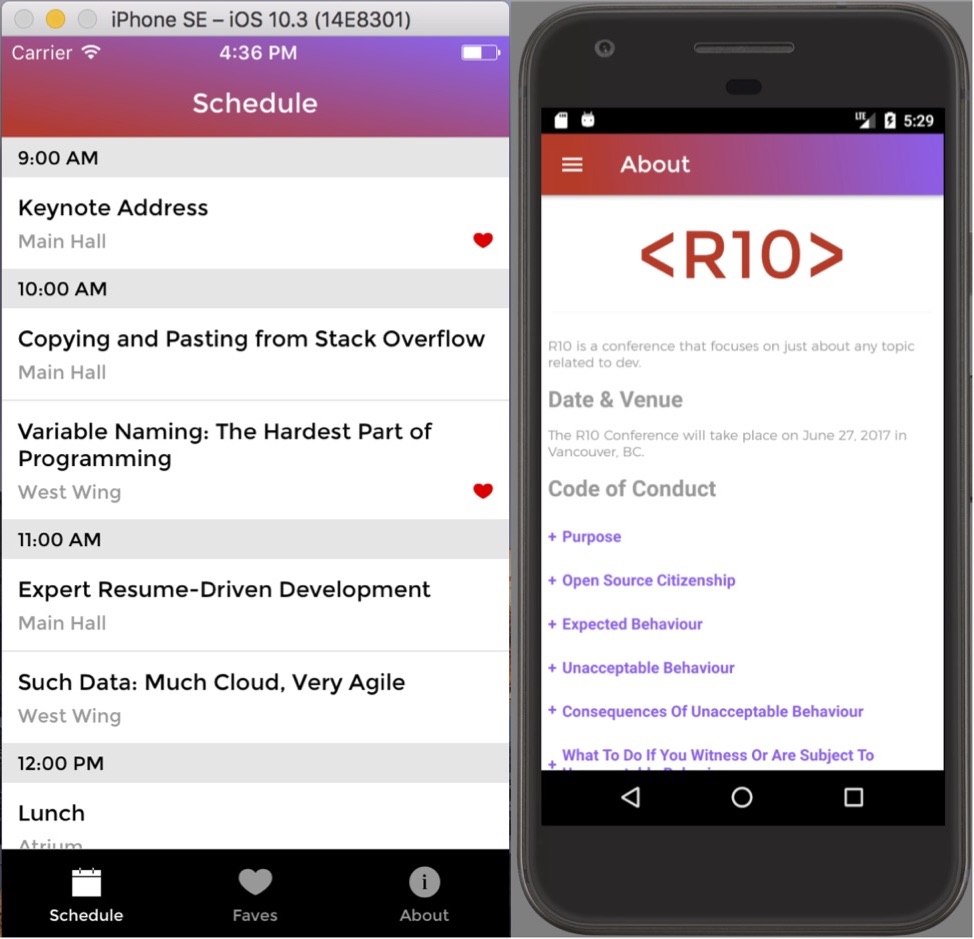 iPhone SE – iOS 10.3 (14E8301)
Carrier 4:36 PM
Schedule
9:00 AM
Keynote Address
Main Hall
10:00 AM
Copying and Pasting from Stack Overflow
Main Hall
Variable Naming: The Hardest Part of
Programming
West Wing
11:00 AM
Expert Resume-Driven Development
Main Hall
Such Data: Much Cloud, Very Agile
West Wing
12:00 PM
Lunch
Atrium
Schedule Faves About
LTE 5:29
About
<R10>
R10 is a conference that focuses on just about any topic
related to dev.
Date & Venue
The R10 Conference will take place on June 27, 2017 in
Vancouver, BC.
Code of Conduct
+ Purpose
+ Open Source Citizenship
+ Expected Behaviour
+ Unacceptable Behaviour
+ Consequences Of Unacceptable Behaviour
+ What To Do If You Witness Or Are Subject To